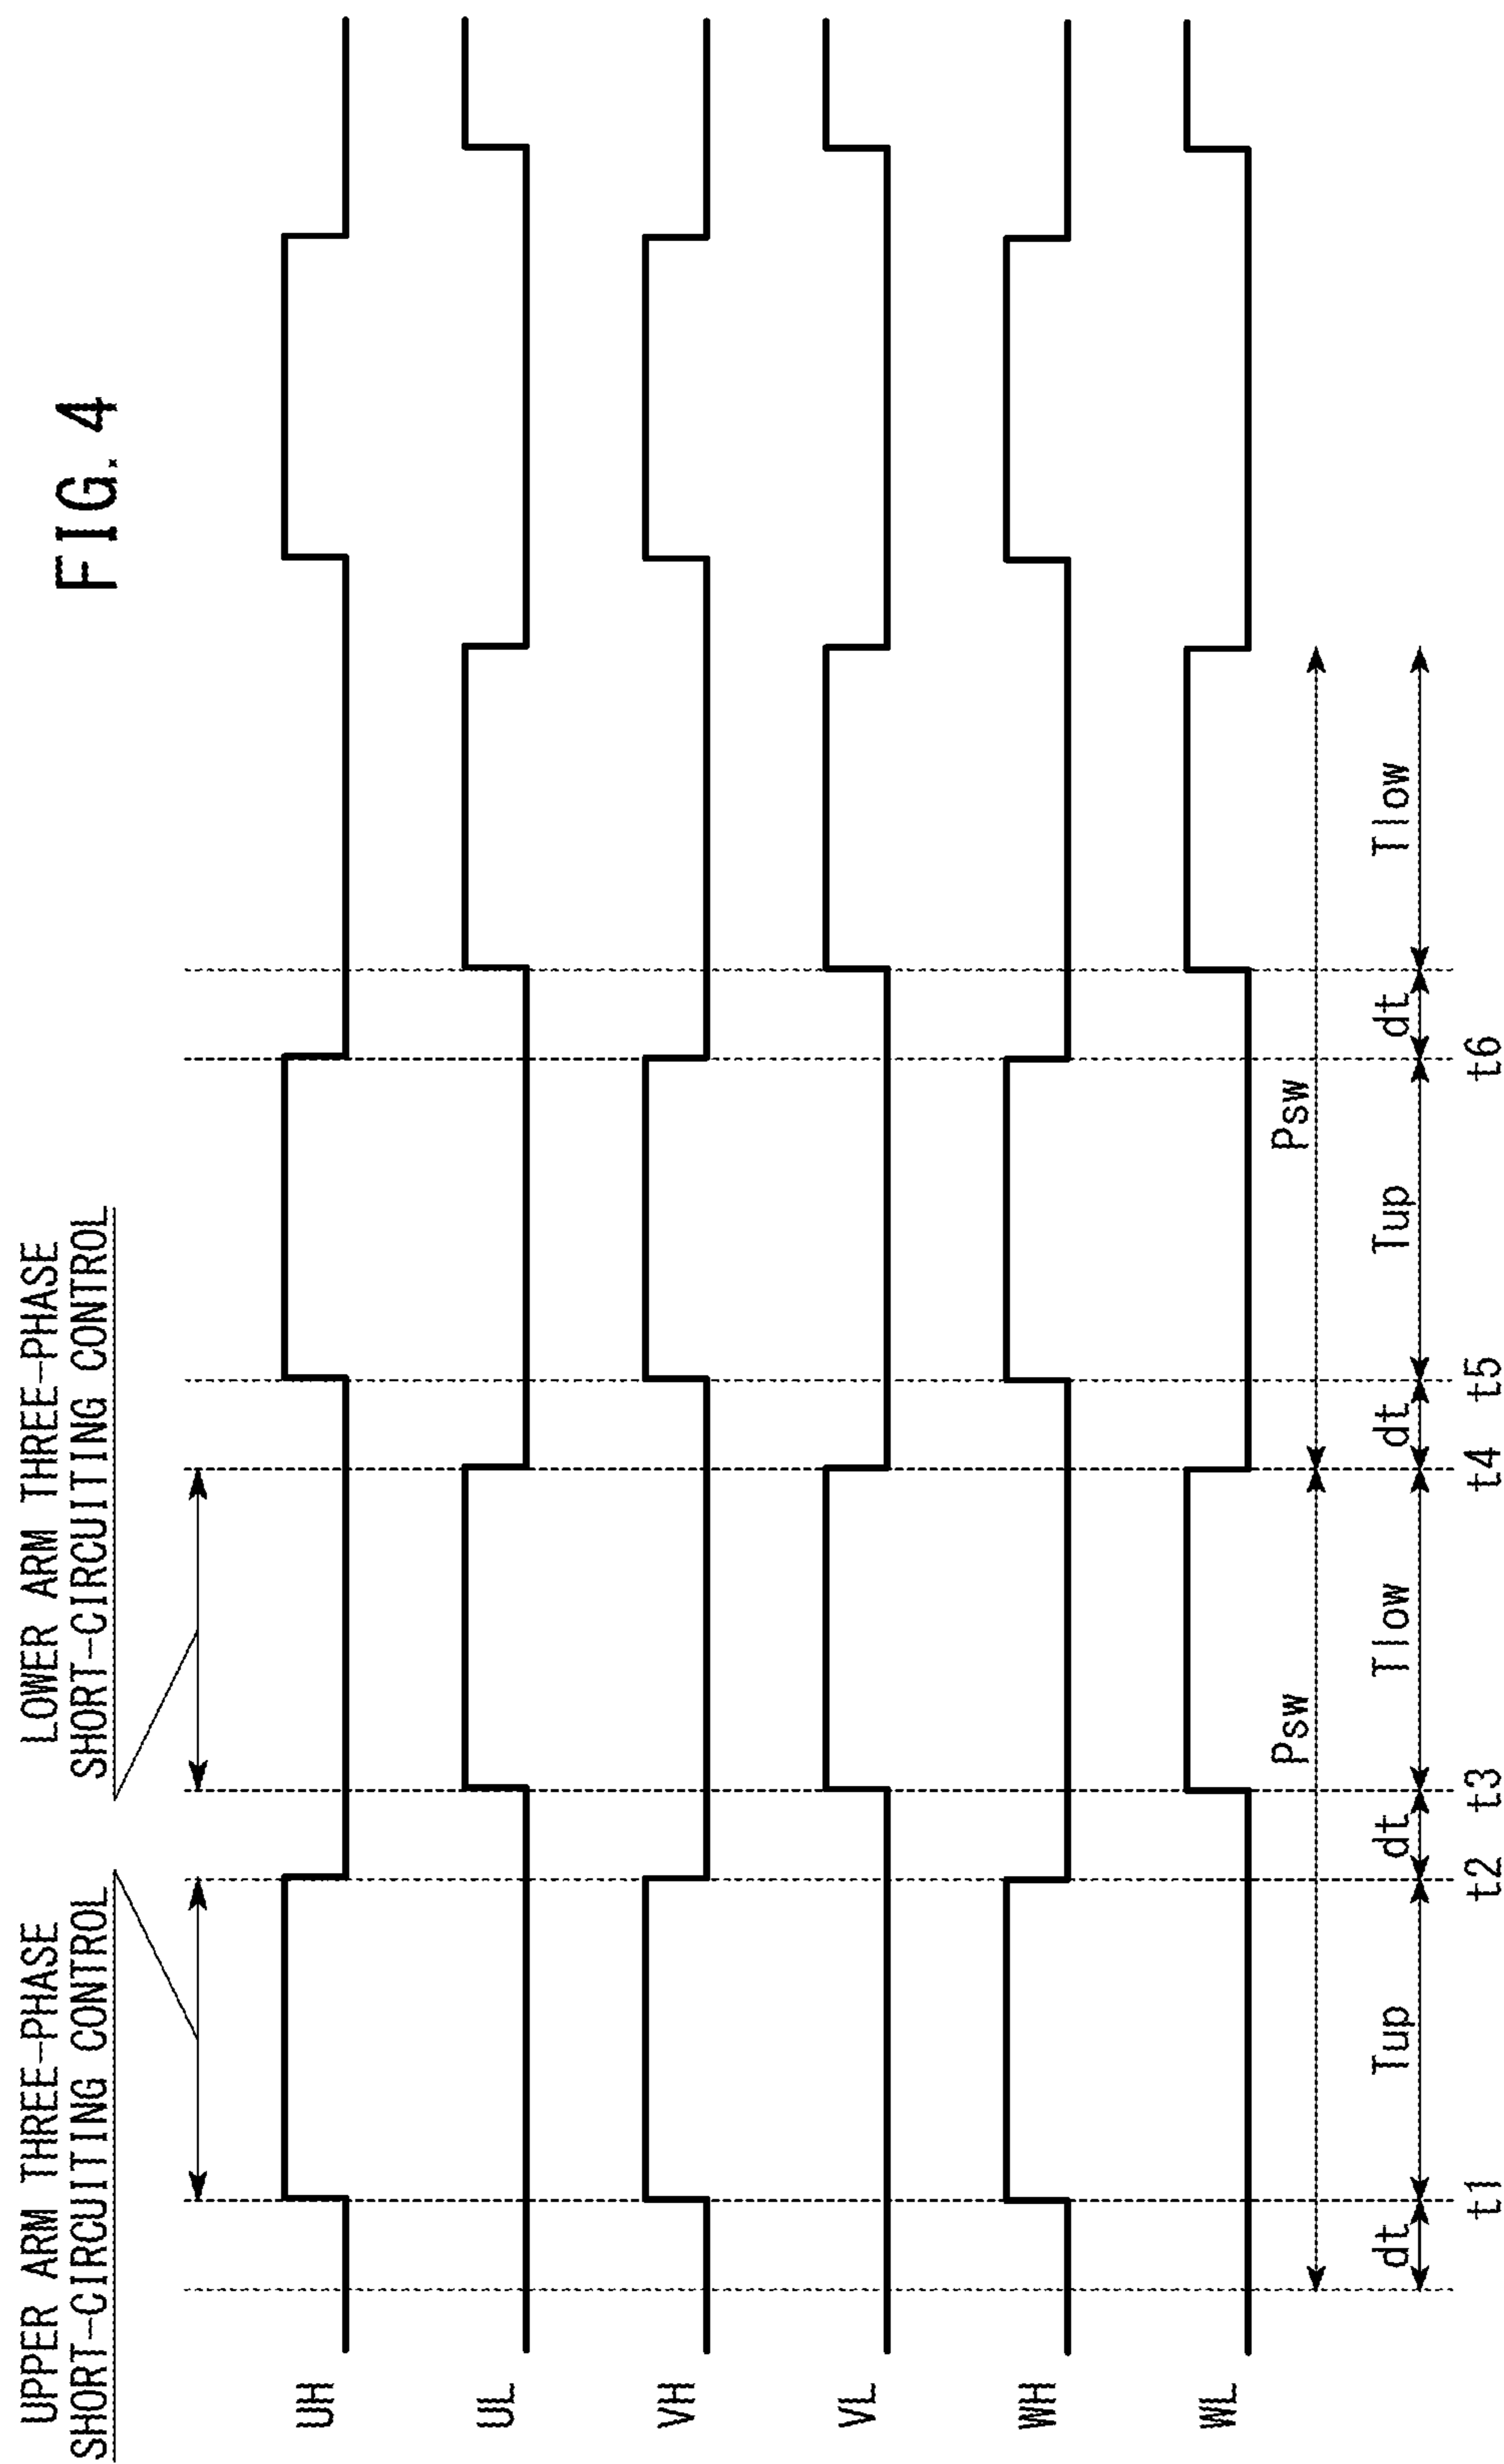 FIG. 4
UPPER ARM THREE-PHASE
SHORT-CIRCUITING CONTROL
LOWER ARM THREE-PHASE
SHORT-CIRCUITING CONTROL
UH
UL
VH
VL
WH
WL
Psw
Psw
dt
Tup
dt
Tlow
dt
Tup
dt
Tlow
t1
t2
t3
t4
t5
t6